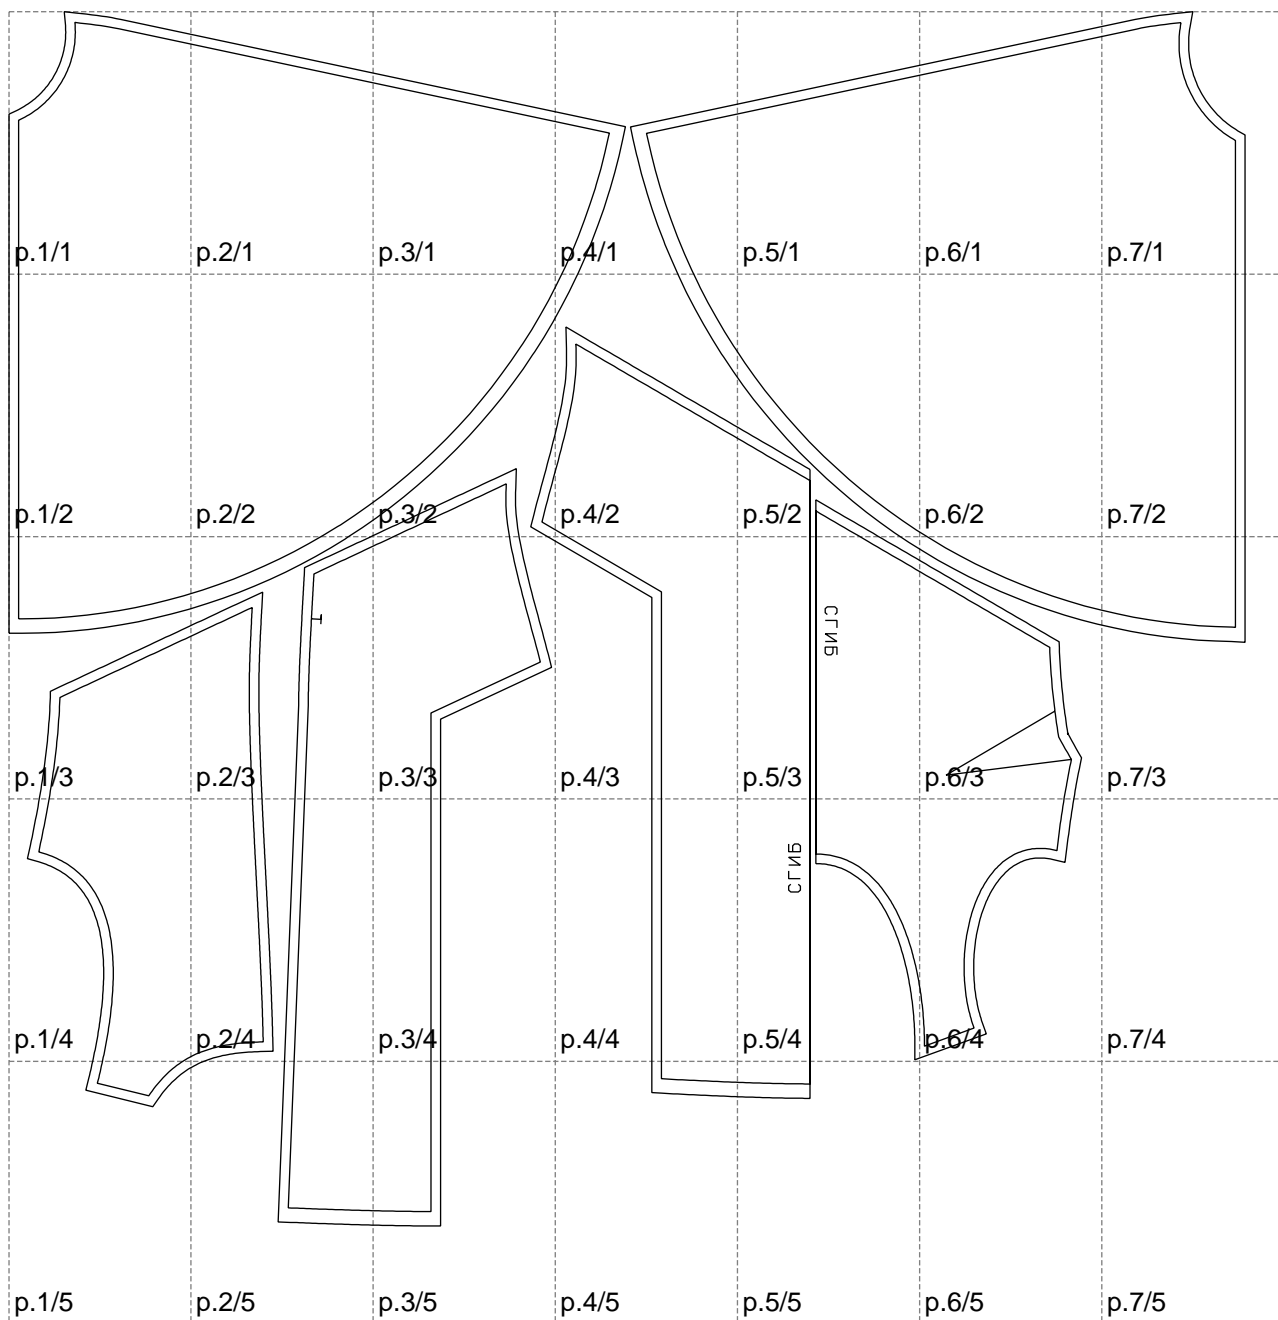 p.1/1 p.2/1 p.3/1 p.4/1 p.5/1 p.6/1 p.7/1
p.1/2 p.2/2 p.3/2 p.4/2 p.5/2 p.6/2 p.7/2
СГИБ
p.1/3 p.2/3 p.3/3 p.4/3 p.5/3 p.6/3 p.7/3
СГИБ
p.1/4 p.2/4 p.3/4 p.4/4 p.5/4 p.6/4 p.7/4
p.1/5 p.2/5 p.3/5 p.4/5 p.5/5 p.6/5 p.7/5